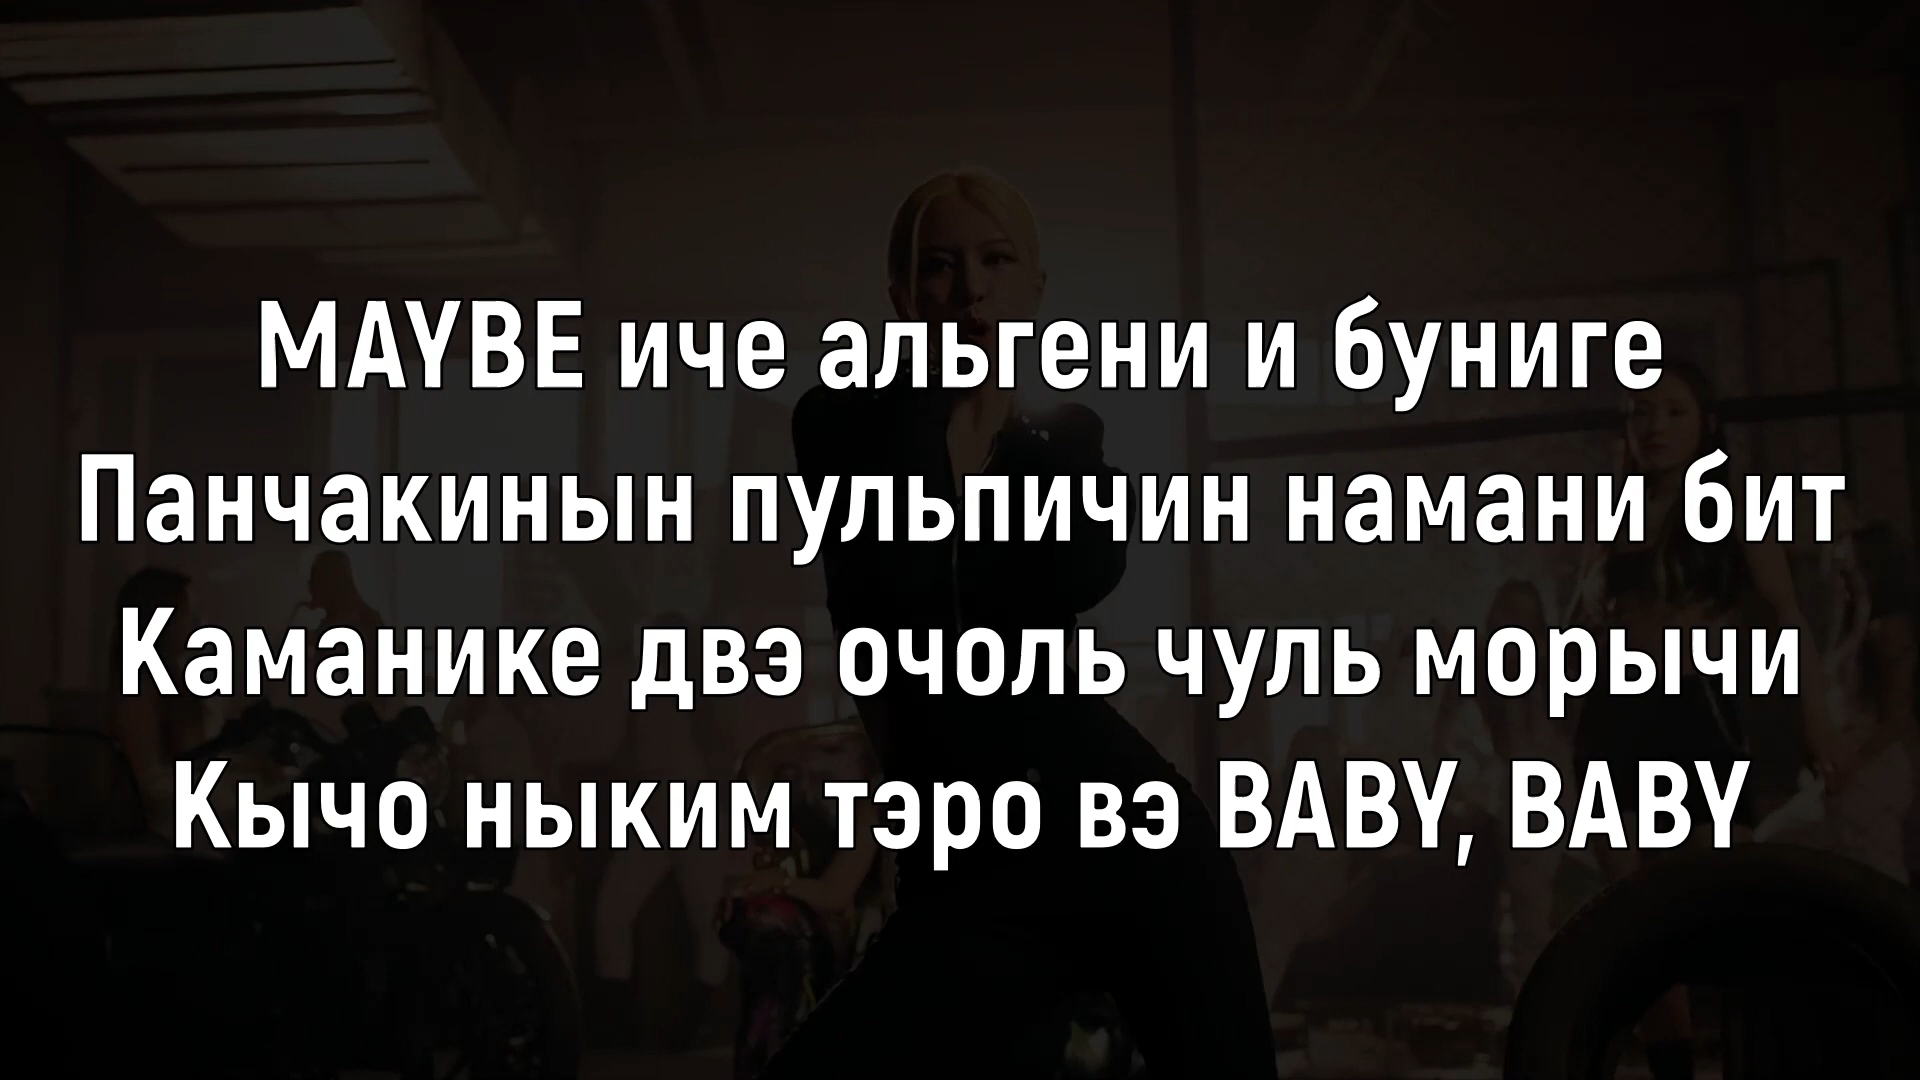 MAYBE иче альгени и буниге
Панчакинын пульпичин намани бит
Каманике двэ очоль чуль морычи
Кычо ныким тэро вэ BABY, BABY